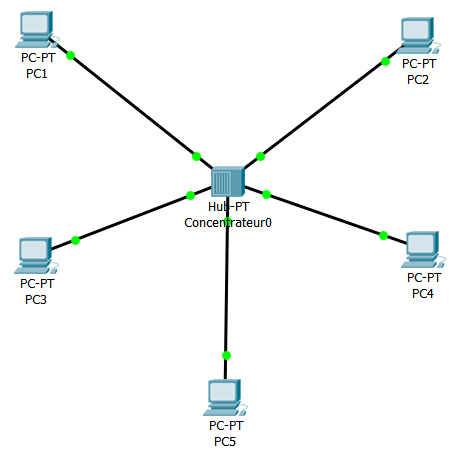 PC-PT
PC1
PC-PT
PC2
Hub-PT
Concentrateur0
PC-PT
PC3
PC-PT
PC4
PC-PT
PC5